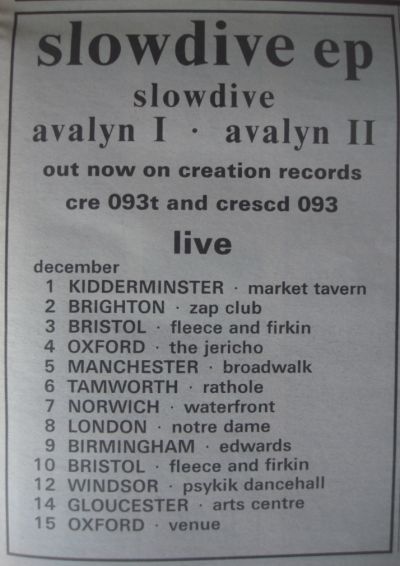 slowdive ep
slowdive
avalyn I · avalyn II
out now on creation records
cre 093t and crescd 093
live
december
1 KIDDERMINSTER · market tavern
2 BRIGHTON · zap club
3 BRISTOL · fleece and firkin
4 OXFORD · the jericho
5 MANCHESTER · broadwalk
6 TAMWORTH · rathole
7 NORWICH · waterfront
8 LONDON · notre dame
9 BIRMINGHAM · edwards
10 BRISTOL · fleece and firkin
12 WINDSOR · psykik dancehall
14 GLOUCESTER · arts centre
15 OXFORD · venue